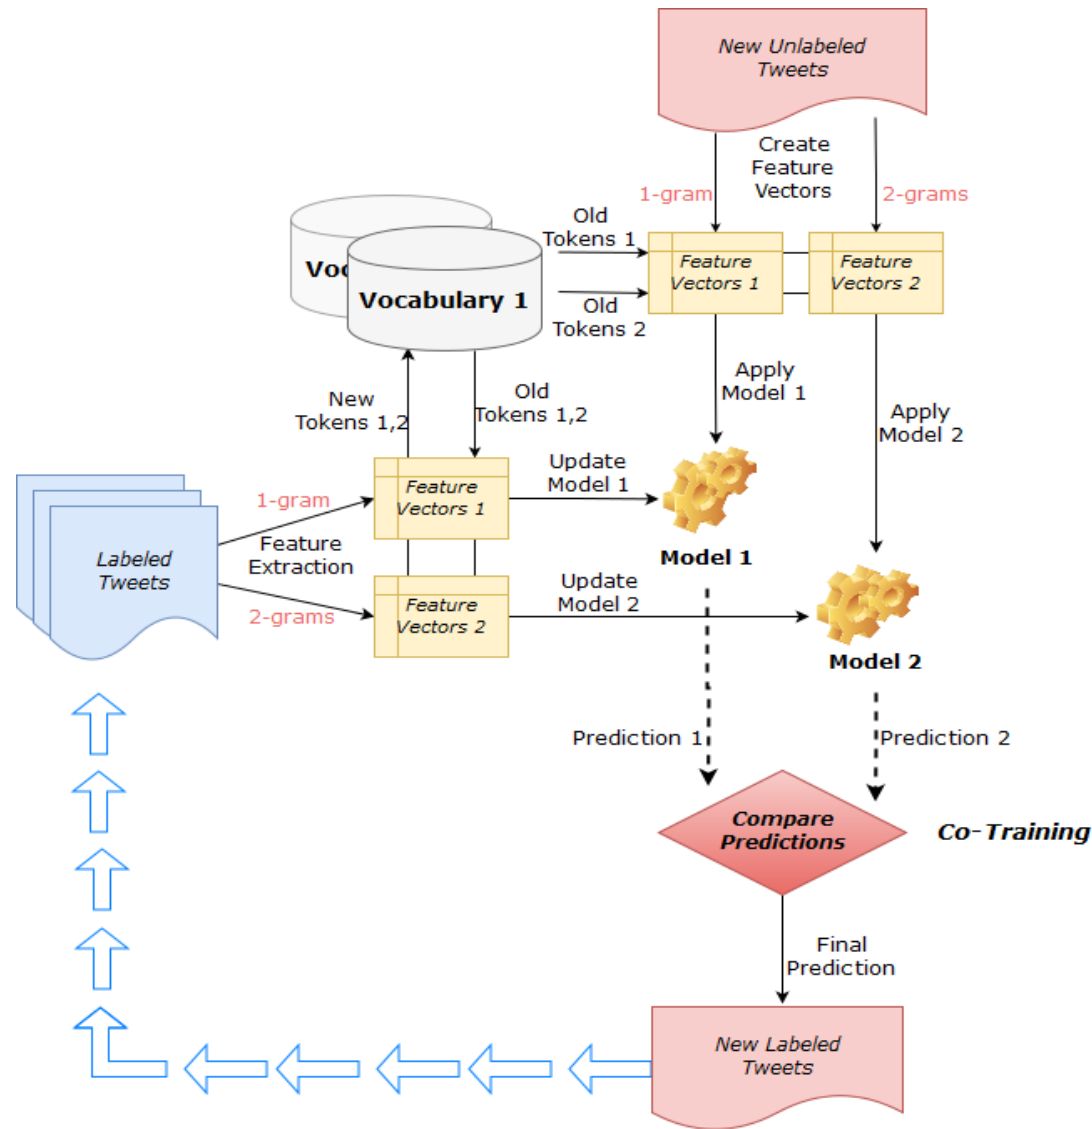 New Unlabeled
Tweets
Create
Feature
Vectors
1-gram
2-grams
Old
Tokens 1
Feature
Vectors 1
Feature
Vectors 2
Vocabulary 1
Old
Tokens 2
Apply
Model 1
Apply
Model 2
New
Tokens 1,2
Old
Tokens 1,2
Labeled
Tweets
1-gram
Feature
Extraction
2-grams
Feature
Vectors 1
Update
Model 1
Model 1
Feature
Vectors 2
Update
Model 2
Model 2
Prediction 1
Prediction 2
Compare
Predictions
Co-Training
Final
Prediction
New Labeled
Tweets